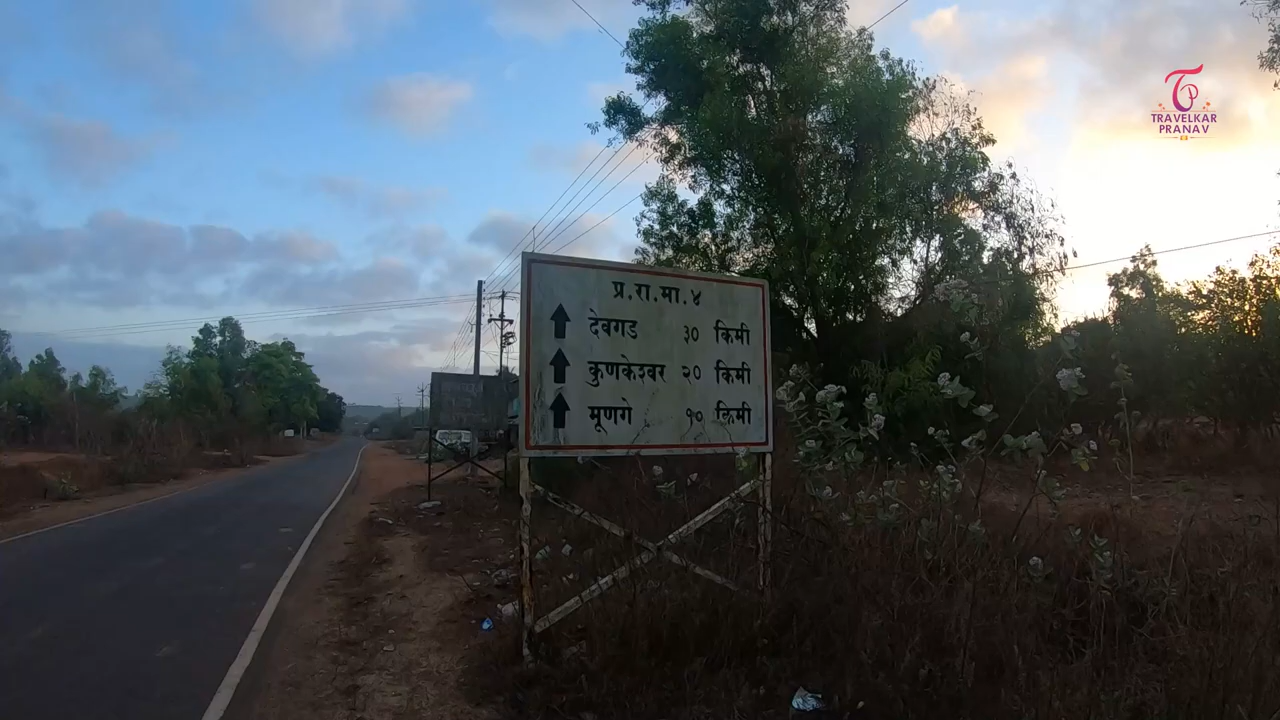 प्र.रा.मा.४
देवगड ३० किमी
कुणकेश्वर २० किमी
मूणगे १० किमी
TRAVELKAR
PRANAV